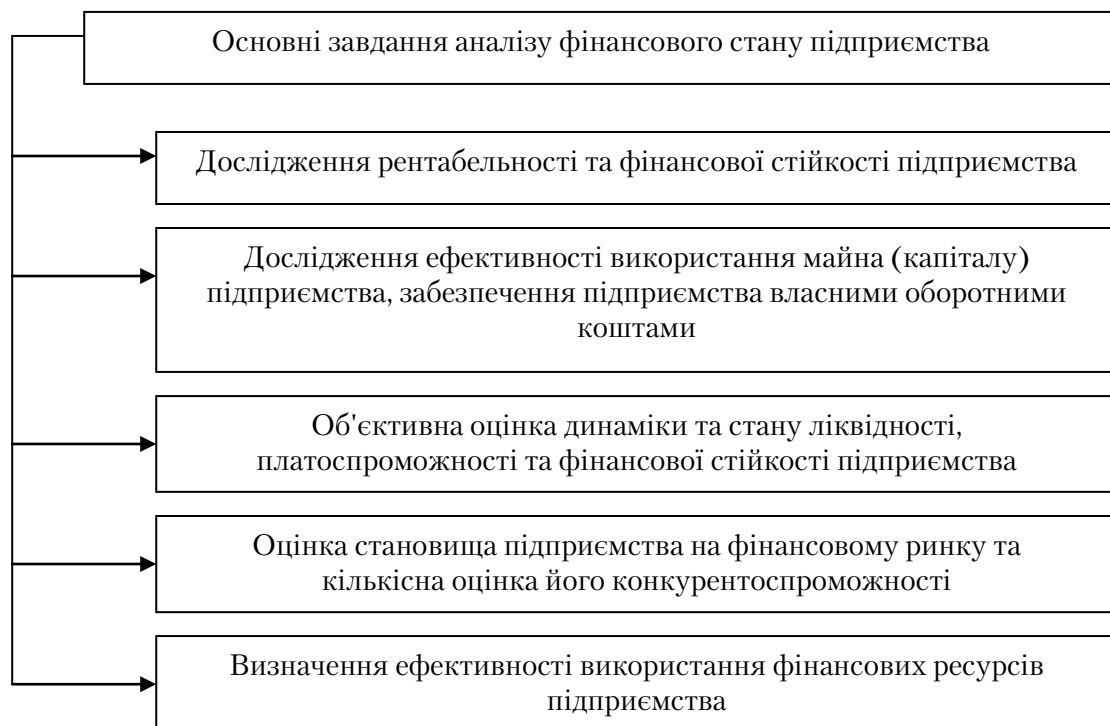 Основні завдання аналізу фінансового стану підприємства
Дослідження рентабельності та фінансової стійкості підприємства
Дослідження ефективності використання майна (капіталу)
підприємства, забезпечення підприємства власними оборотними
коштами
Об'єктивна оцінка динаміки та стану ліквідності,
платоспроможності та фінансової стійкості підприємства
Оцінка становища підприємства на фінансовому ринку та
кількісна оцінка його конкурентоспроможності
Визначення ефективності використання фінансових ресурсів
підприємства